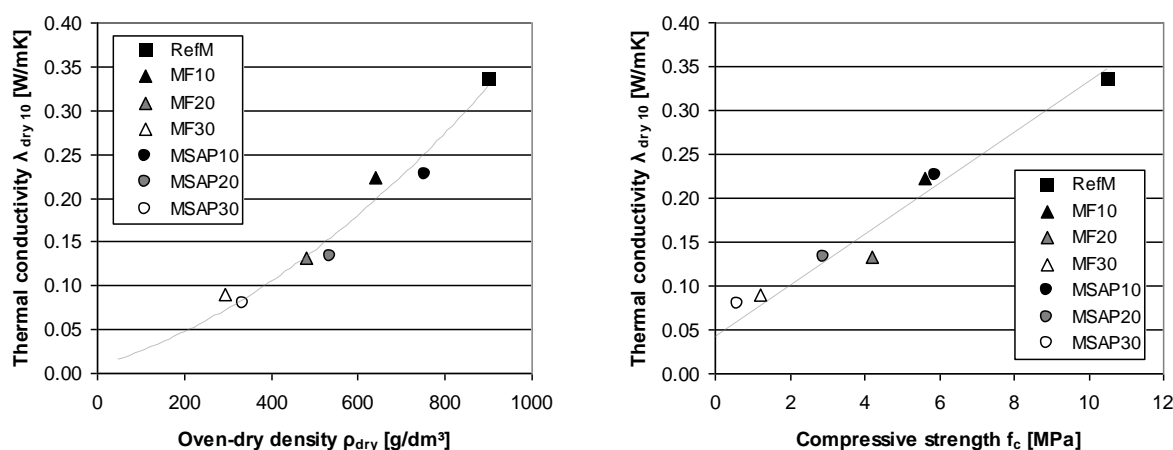 Thermal conductivity λ dry 10 [W/mK]
0.40
0.35
0.30
0.25
0.20
0.15
0.10
0.05
0.00
RefM
MF10
MF20
MF30
MSAP10
MSAP20
MSAP30
0 200 400 600 800 1000
Oven-dry density ρdry [g/dm³]
Thermal conductivity λ dry 10 [W/mK]
0.40
0.35
0.30
0.25
0.20
0.15
0.10
0.05
0.00
RefM
MF10
MF20
MF30
MSAP10
MSAP20
MSAP30
0 2 4 6 8 10 12
Compressive strength fc [MPa]